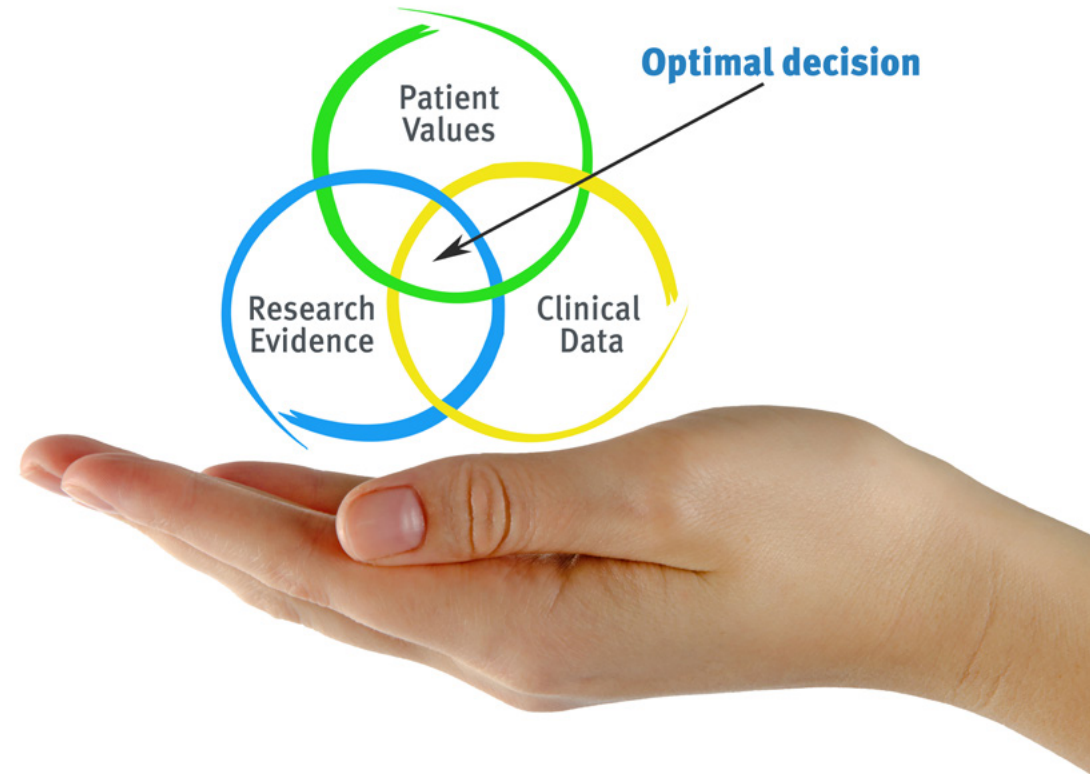 Optimal decision
Patient
Values
Research
Evidence
Clinical
Data